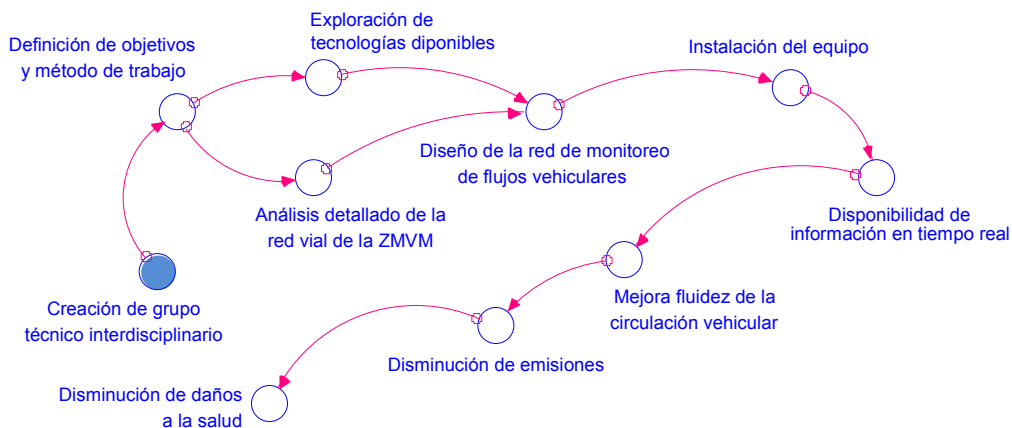 Exploración de
tecnologías diponibles
Definición de objetivos
y método de trabajo
Instalación del equipo
Diseño de la red de monitoreo
de flujos vehiculares
Análisis detallado de la
red vial de la ZMVM
Disponibilidad de
información en tiempo real
Creación de grupo
técnico interdisciplinario
Mejora fluidez de la
circulación vehicular
Disminución de emisiones
Disminución de daños
a la salud